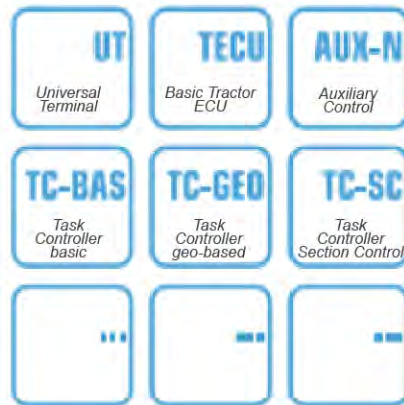 UT
Universal
Terminal
TECU
Basic Tractor
ECU
AUX-N
Auxiliary
Control
TC-BAS
Task
Controller
basic
TC-GEO
Task
Controller
geo-based
TC-SC
Task
Controller
Section Control
...
---
---